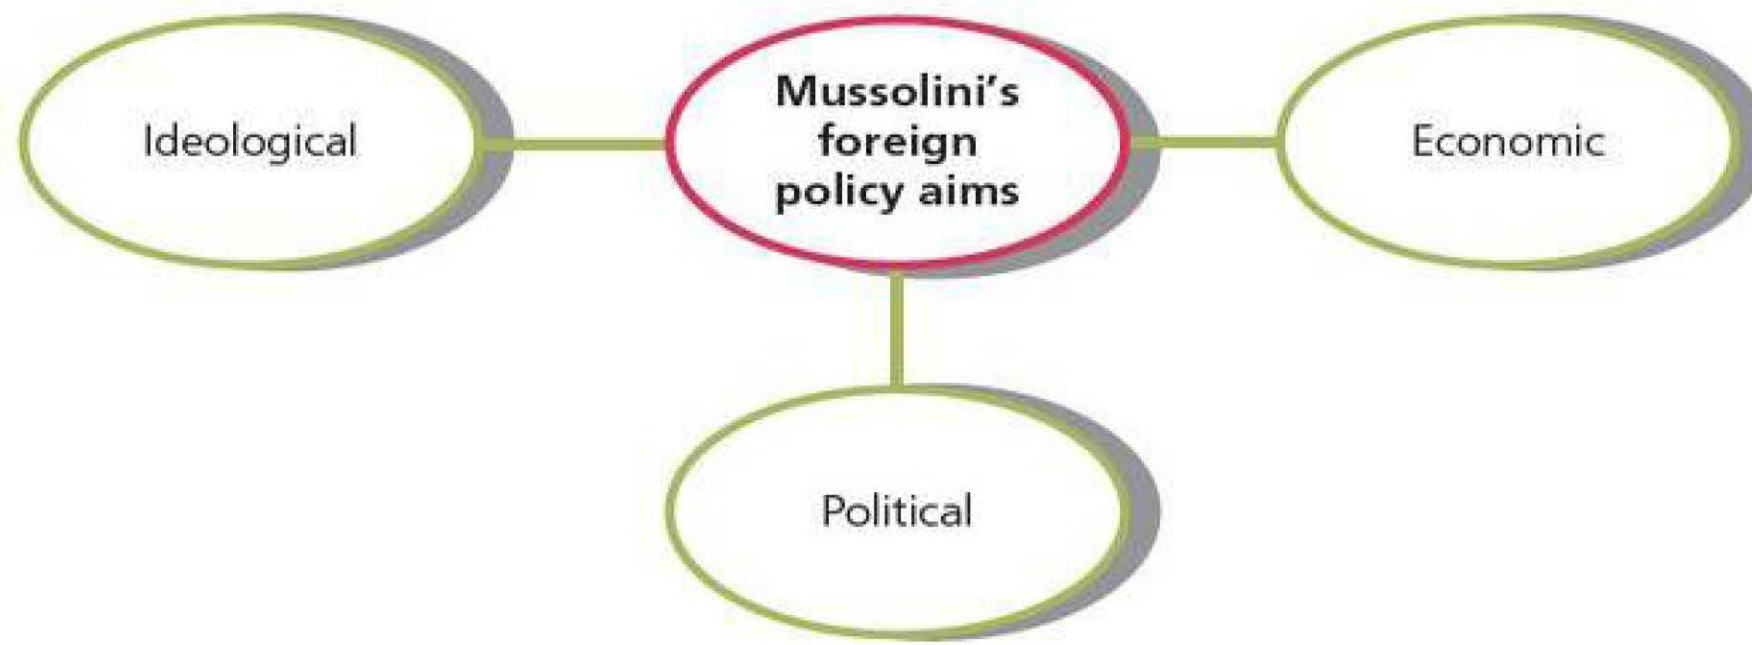 Ideological
Mussolini's
foreign
policy aims
Economic
Political